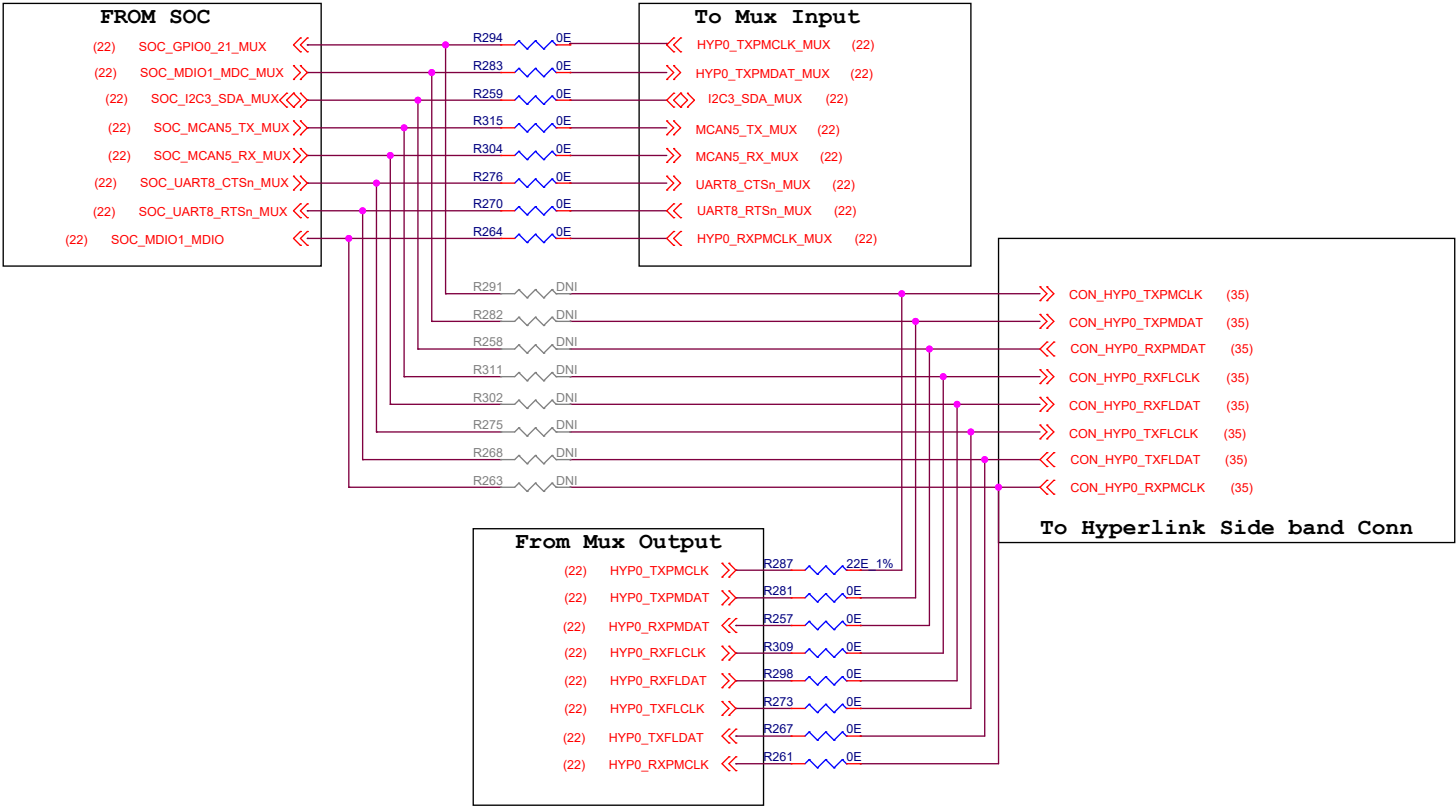 FROM SOC
To Mux Input
(22) SOC_GPIO0_21_MUX R294 0E HYP0_TXPMCLK_MUX (22)
(22) SOC_MDIO1_MDC_MUX R283 0E HYP0_TXPMDAT_MUX (22)
(22) SOC_I2C3_SDA_MUX R259 0E I2C3_SDA_MUX (22)
(22) SOC_MCAN5_TX_MUX R315 0E MCAN5_TX_MUX (22)
(22) SOC_MCAN5_RX_MUX R304 0E MCAN5_RX_MUX (22)
(22) SOC_UART8_CTSn_MUX R276 0E UART8_CTSn_MUX (22)
(22) SOC_UART8_RTSn_MUX R270 0E UART8_RTSn_MUX (22)
(22) SOC_MDIO1_MDIO R264 0E HYP0_RXPMCLK_MUX (22)
R291 DNI CON_HYP0_TXPMCLK (35)
R282 DNI CON_HYP0_TXPMDAT (35)
R258 DNI CON_HYP0_RXPMDAT (35)
R311 DNI CON_HYP0_RXFLCLK (35)
R302 DNI CON_HYP0_RXFLDAT (35)
R275 DNI CON_HYP0_TXFLCLK (35)
R268 DNI CON_HYP0_TXFLDAT (35)
R263 DNI CON_HYP0_RXPMCLK (35)
To Hyperlink Side band Conn
From Mux Output
(22) HYP0_TXPMCLK R287 22E_1%
(22) HYP0_TXPMDAT R281 0E
(22) HYP0_RXPMDAT R257 0E
(22) HYP0_RXFLCLK R309 0E
(22) HYP0_RXFLDAT R298 0E
(22) HYP0_TXFLCLK R273 0E
(22) HYP0_TXFLDAT R267 0E
(22) HYP0_RXPMCLK R261 0E